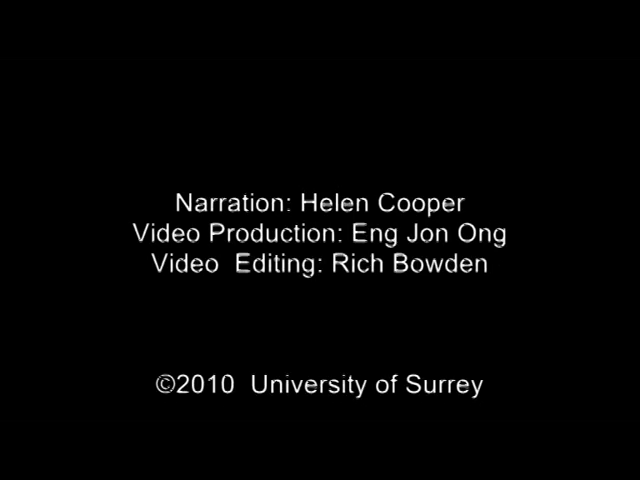 Narration: Helen Cooper
Video Production: Eng Jon Ong
Video  Editing: Rich Bowden
©2010  University of Surrey